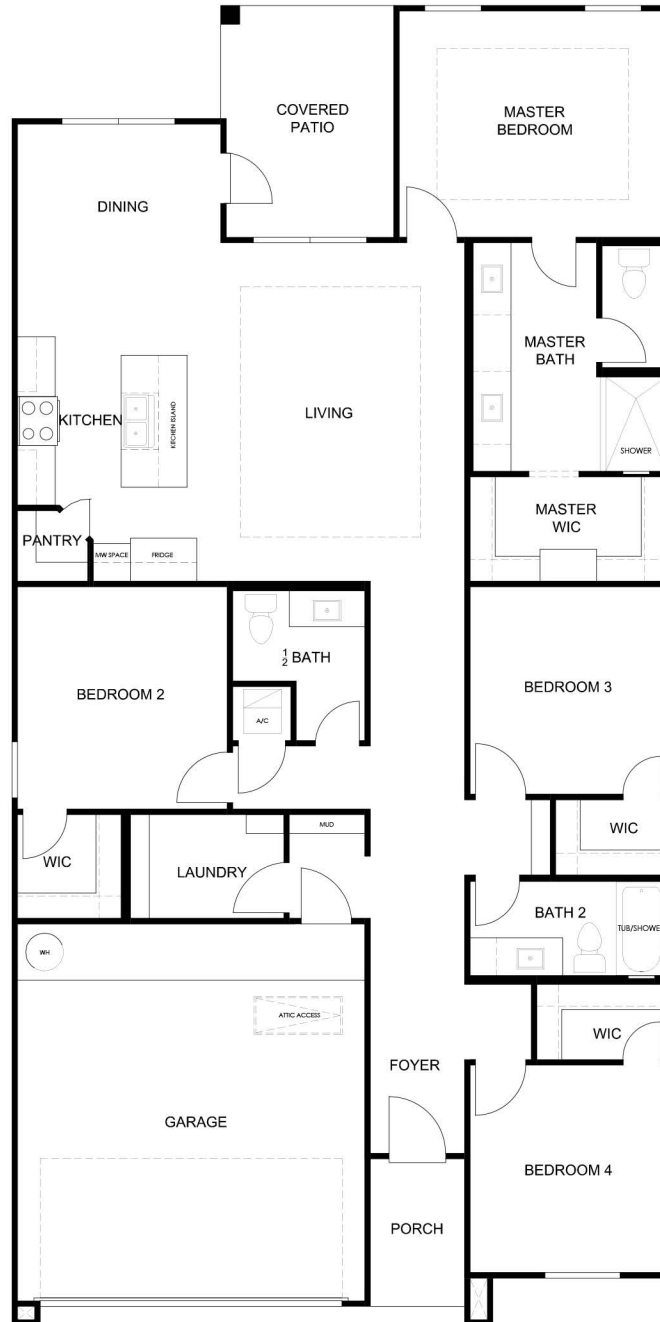 COVERED
PATIO
MASTER
BEDROOM
DINING
MASTER
BATH
KITCHEN
KITCHEN ISLAND
LIVING
SHOWER
MASTER
WIC
PANTRY
MW SPACE
FRIDGE
1/2 BATH
BEDROOM 2
BEDROOM 3
A/C
MUD
WIC
WIC
LAUNDRY
BATH 2
TUB/SHOWE
WH
ATTIC ACCESS
WIC
FOYER
GARAGE
BEDROOM 4
PORCH